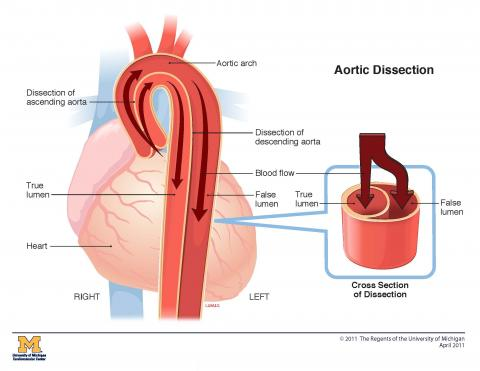 Aortic arch
Aortic Dissection
Dissection of
ascending aorta
Dissection of
descending aorta
Blood flow
True
lumen
False
lumen
True
lumen
False
lumen
Heart
Cross Section
of Dissection
RIGHT
LEFT
© 2011 The Regents of the University of Michigan
April 2011
M
University of Michigan
Cardiovascular Center